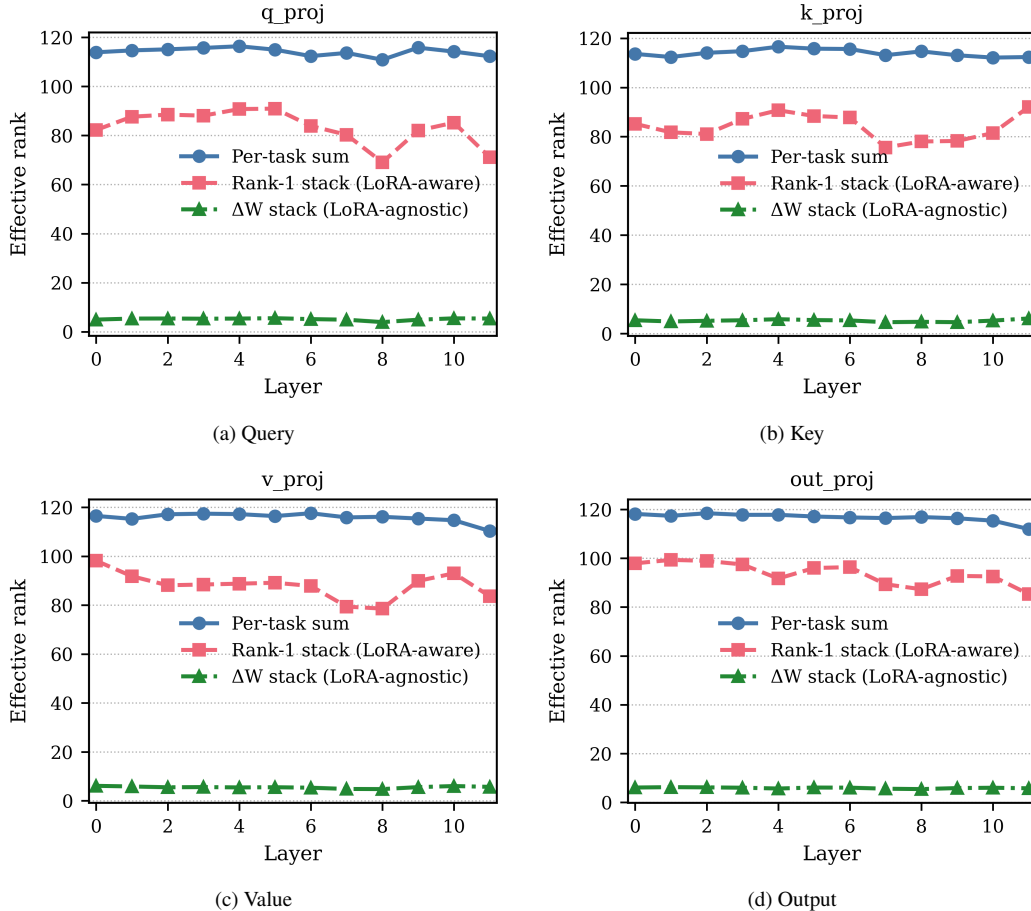 q_proj
120
100
80
60
40
20
0
Effective rank
Per-task sum
Rank-1 stack (LoRA-aware)
ΔW stack (LoRA-agnostic)
0 2 4 6 8 10
Layer
(a) Query
k_proj
120
100
80
60
40
20
0
Effective rank
Per-task sum
Rank-1 stack (LoRA-aware)
ΔW stack (LoRA-agnostic)
0 2 4 6 8 10
Layer
(b) Key
v_proj
120
100
80
60
40
20
0
Effective rank
Per-task sum
Rank-1 stack (LoRA-aware)
ΔW stack (LoRA-agnostic)
0 2 4 6 8 10
Layer
(c) Value
out_proj
120
100
80
60
40
20
0
Effective rank
Per-task sum
Rank-1 stack (LoRA-aware)
ΔW stack (LoRA-agnostic)
0 2 4 6 8 10
Layer
(d) Output